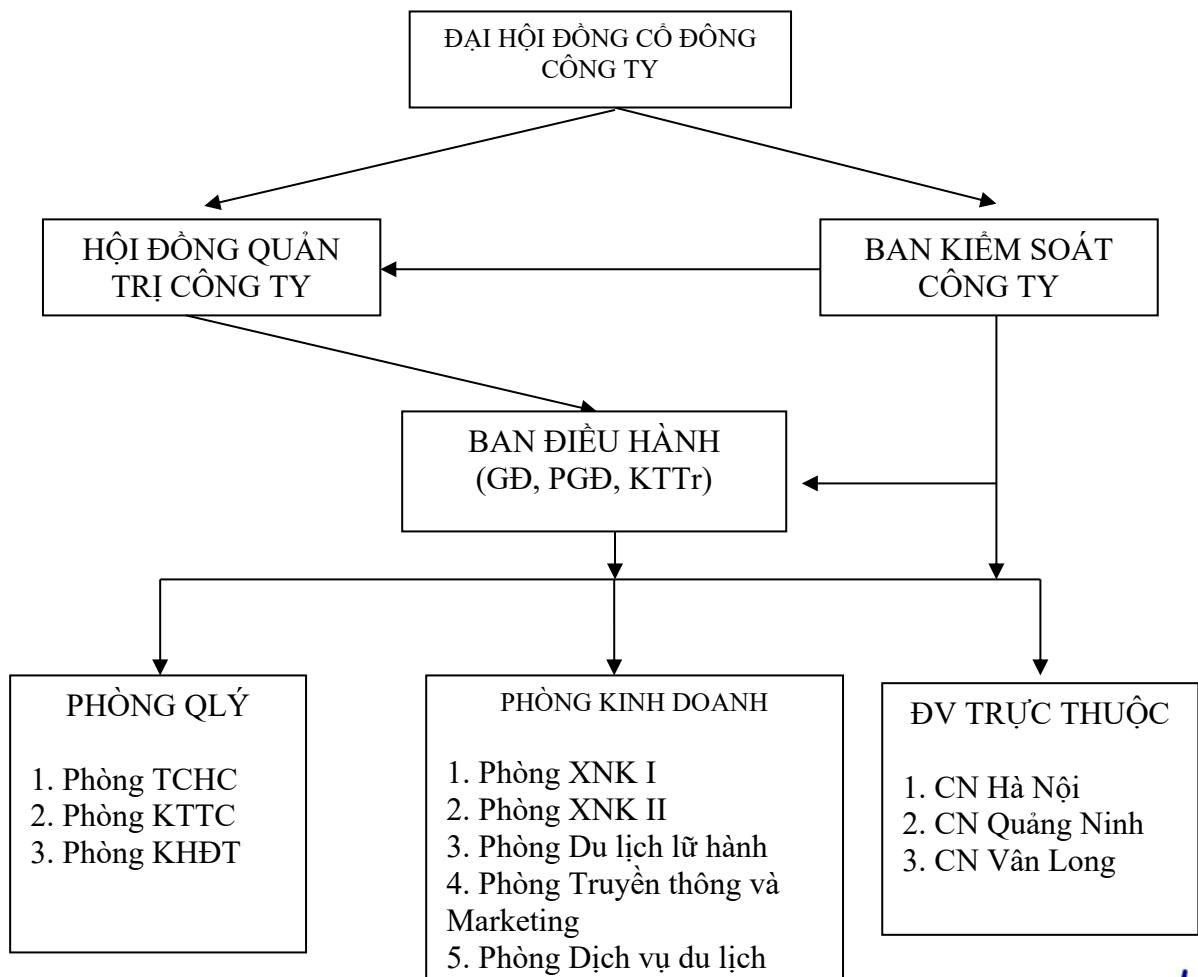 ĐẠI HỘI ĐỒNG CỔ ĐÔNG
CÔNG TY
HỘI ĐỒNG QUẢN
TRỊ CÔNG TY
BAN KIỂM SOÁT
CÔNG TY
BAN ĐIỀU HÀNH
(GĐ, PGĐ, KTTr)
PHÒNG QLÝ
1. Phòng TCHC
2. Phòng KTTC
3. Phòng KHĐT
PHÒNG KINH DOANH
1. Phòng XNK I
2. Phòng XNK II
3. Phòng Du lịch lữ hành
4. Phòng Truyền thông và
Marketing
5. Phòng Dịch vụ du lịch
ĐV TRỰC THUỘC
1. CN Hà Nội
2. CN Quảng Ninh
3. CN Vân Long